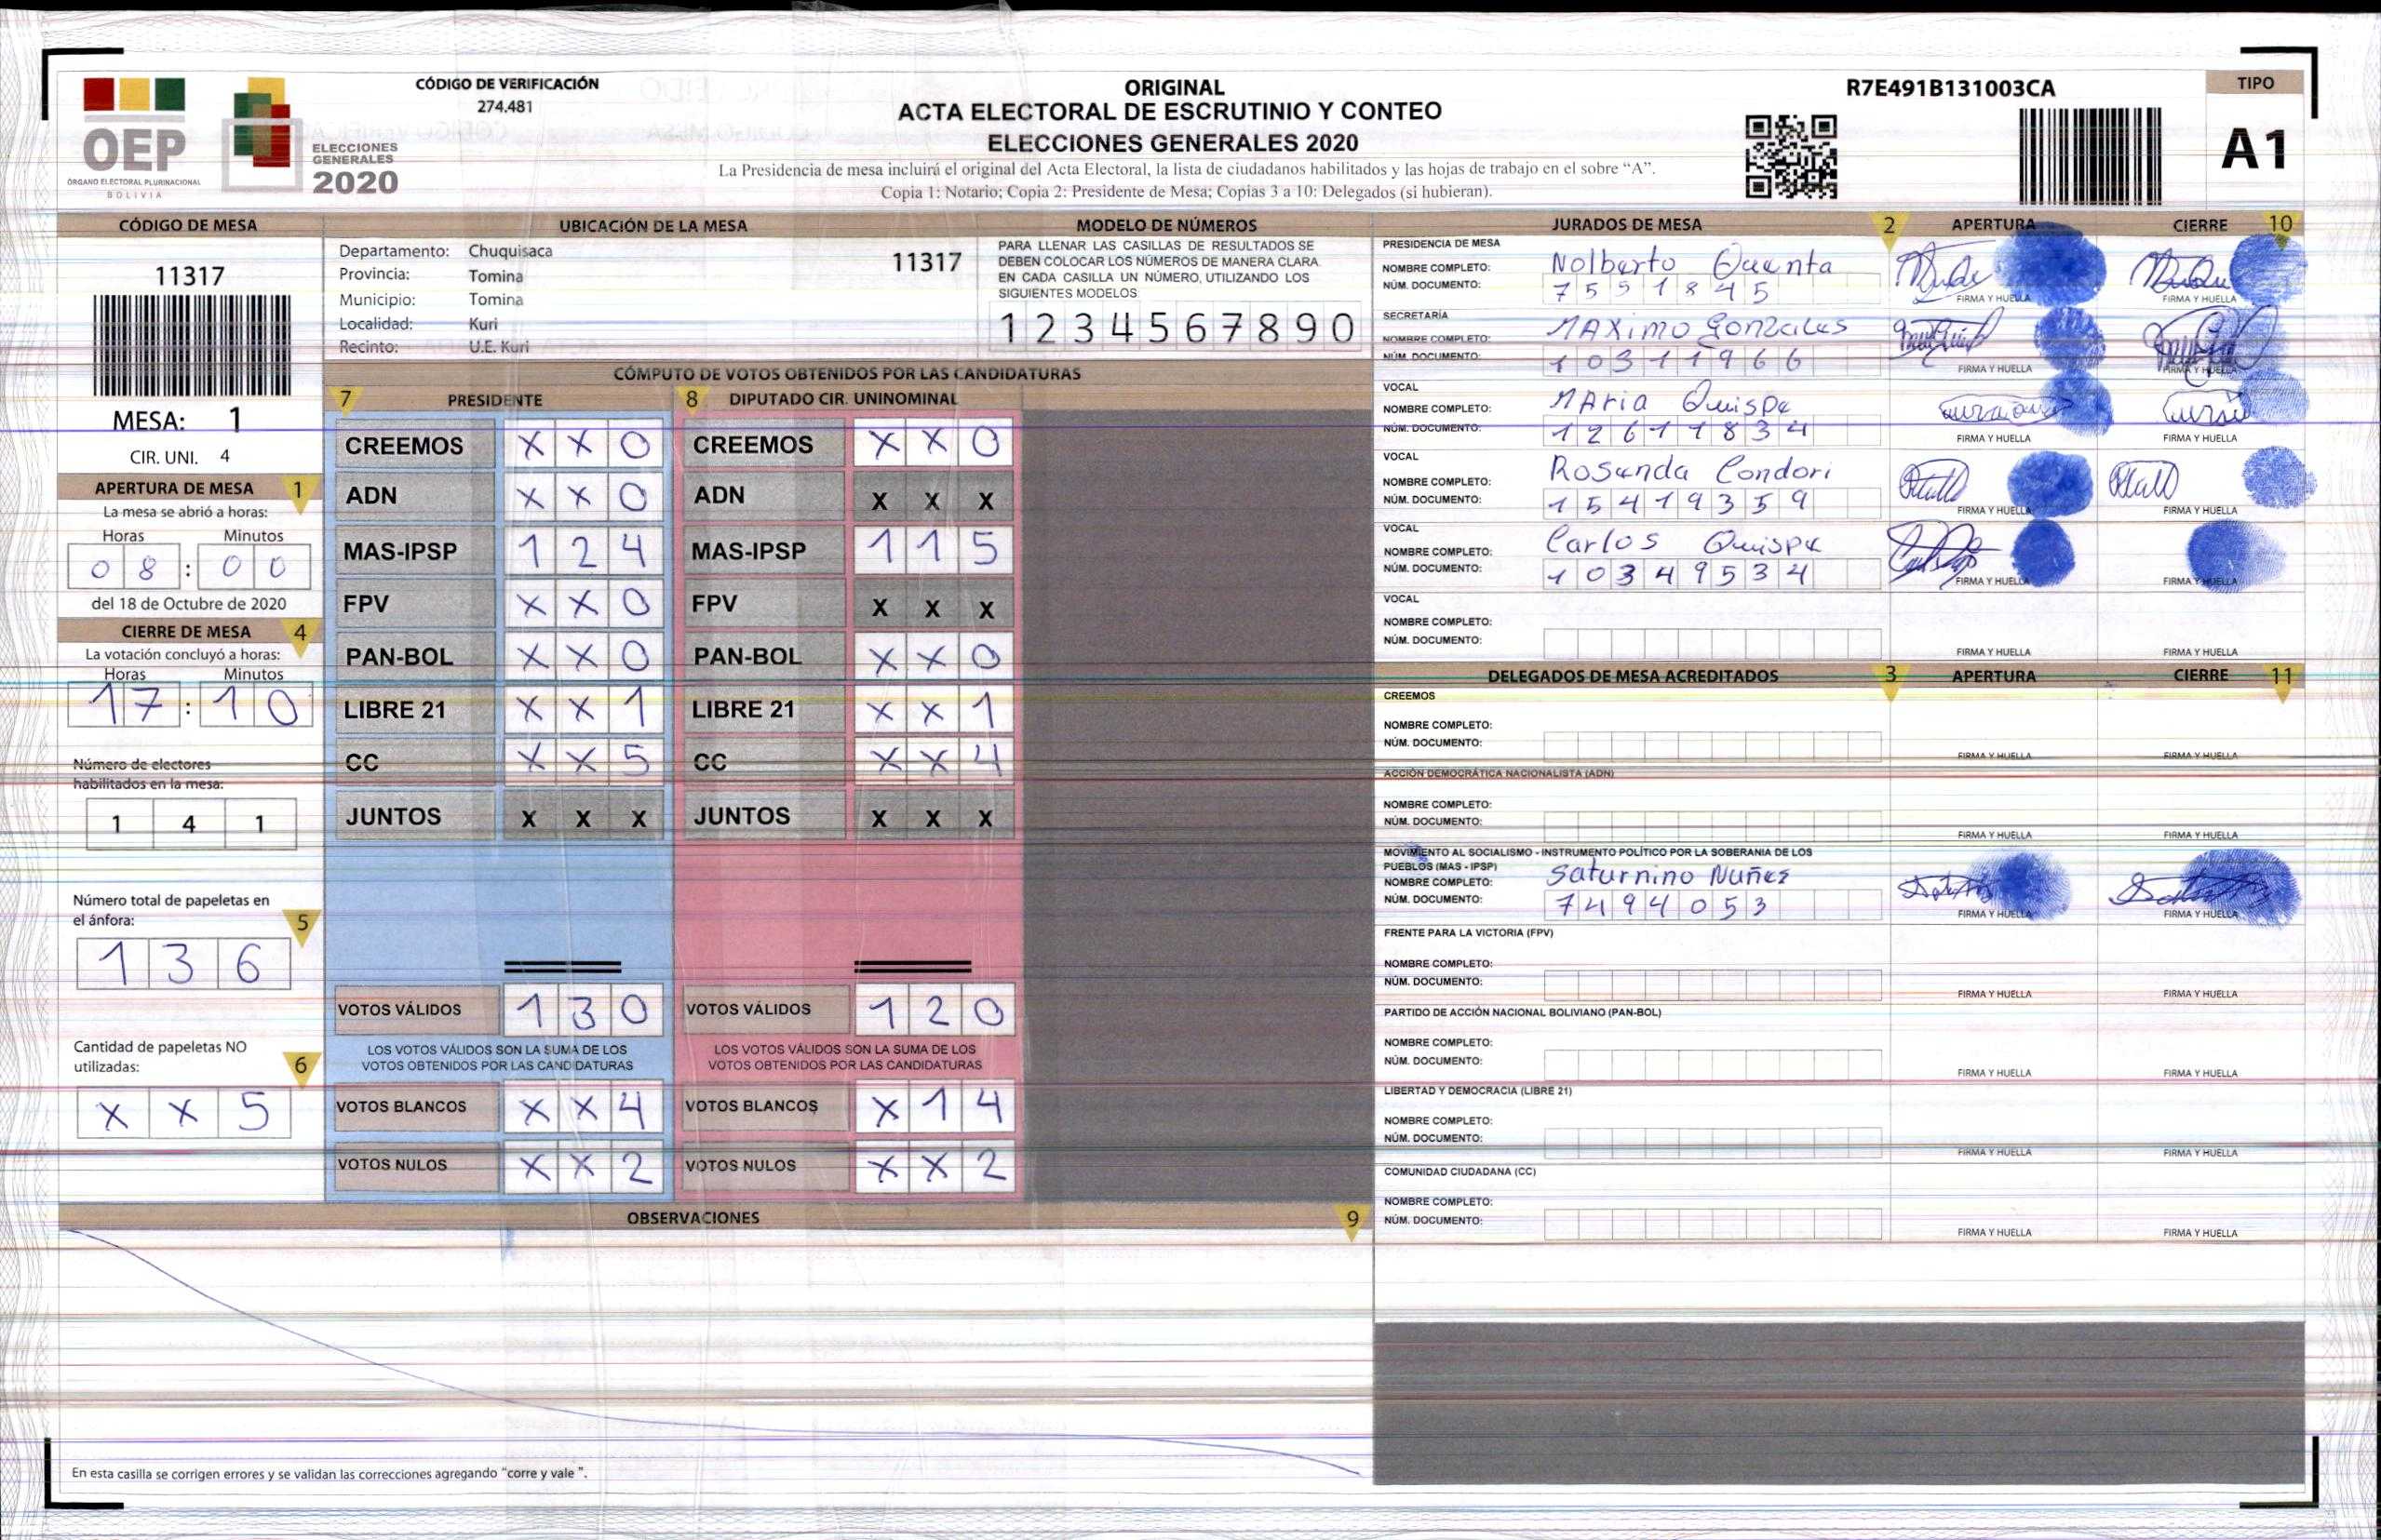 OEP
ÓRGANO ELECTORAL PLURINACIONAL
BOLIVIA
ELECCIONES
GENERALES
2020
CÓDIGO DE VERIFICACIÓN
274.481
ORIGINAL
ACTA ELECTORAL DE ESCRUTINIO Y CONTEO
ELECCIONES GENERALES 2020
La Presidencia de mesa incluirá el original del Acta Electoral, la lista de ciudadanos habilitados y las hojas de trabajo en el sobre “A”.
Copia 1: Notario; Copia 2: Presidente de Mesa; Copias 3 a 10: Delegados (si hubieran).
R7E491B131003CA
TIPO
A1
CÓDIGO DE MESA
11317
MESA: 1
CIR. UNI. 4
APERTURA DE MESA 1
La mesa se abrió a horas:
Horas Minutos
0 8 : 0 0
del 18 de Octubre de 2020
CIERRE DE MESA 4
La votación concluyó a horas:
Horas Minutos
1 7 : 1 0
Número de electores
habilitados en la mesa:
1 4 1
Número total de papeletas en
el ánfora: 5
1 3 6
Cantidad de papeletas NO
utilizadas: 6
X X 5
UBICACIÓN DE LA MESA
Departamento: Chuquisaca
Provincia: Tomina
Municipio: Tomina
Localidad: Kuri
Recinto: U.E. Kuri
11317
MODELO DE NÚMEROS
PARA LLENAR LAS CASILLAS DE RESULTADOS SE
DEBEN COLOCAR LOS NÚMEROS DE MANERA CLARA
EN CADA CASILLA UN NÚMERO, UTILIZANDO LOS
SIGUIENTES MODELOS
1 2 3 4 5 6 7 8 9 0
CÓMPUTO DE VOTOS OBTENIDOS POR LAS CANDIDATURAS
7 PRESIDENTE 8 DIPUTADO CIR. UNINOMINAL
CREEMOS X X 0 CREEMOS X X 0
ADN X X 0 ADN X X X
MAS-IPSP 1 2 4 MAS-IPSP 1 1 5
FPV X X 0 FPV X X X
PAN-BOL X X 0 PAN-BOL X X 0
LIBRE 21 X X 1 LIBRE 21 X X 1
CC X X 5 CC X X 4
JUNTOS X X X JUNTOS X X X
VOTOS VÁLIDOS 1 3 0 VOTOS VÁLIDOS 1 2 0
LOS VOTOS VÁLIDOS SON LA SUMA DE LOS LOS VOTOS VÁLIDOS SON LA SUMA DE LOS
VOTOS OBTENIDOS POR LAS CANDIDATURAS VOTOS OBTENIDOS POR LAS CANDIDATURAS
VOTOS BLANCOS X X 4 VOTOS BLANCOS X 1 4
VOTOS NULOS X X 2 VOTOS NULOS X X 2
OBSERVACIONES 9
En esta casilla se corrigen errores y se validan las correcciones agregando “corre y vale ”.
JURADOS DE MESA 2 APERTURA CIERRE 10
PRESIDENCIA DE MESA
NOMBRE COMPLETO: Nolberto Quenta
NÚM. DOCUMENTO: 7 5 5 1 8 4 5
FIRMA Y HUELLA FIRMA Y HUELLA
SECRETARÍA
NOMBRE COMPLETO: MAXimo Gonzales
NÚM. DOCUMENTO: 1 0 3 1 1 9 6 6
FIRMA Y HUELLA FIRMA Y HUELLA
VOCAL
NOMBRE COMPLETO: MAria Quispe
NÚM. DOCUMENTO: 1 2 6 1 1 8 3 4
FIRMA Y HUELLA FIRMA Y HUELLA
VOCAL
NOMBRE COMPLETO: Rosenda Condori
NÚM. DOCUMENTO: 1 5 4 1 9 3 5 9
FIRMA Y HUELLA FIRMA Y HUELLA
VOCAL
NOMBRE COMPLETO: Carlos Quispe
NÚM. DOCUMENTO: 1 0 3 4 9 5 3 4
FIRMA Y HUELLA FIRMA Y HUELLA
VOCAL
NOMBRE COMPLETO:
NÚM. DOCUMENTO:
FIRMA Y HUELLA FIRMA Y HUELLA
DELEGADOS DE MESA ACREDITADOS 3 APERTURA CIERRE 11
CREEMOS
NOMBRE COMPLETO:
NÚM. DOCUMENTO:
FIRMA Y HUELLA FIRMA Y HUELLA
ACCIÓN DEMOCRÁTICA NACIONALISTA (ADN)
NOMBRE COMPLETO:
NÚM. DOCUMENTO:
FIRMA Y HUELLA FIRMA Y HUELLA
MOVIMIENTO AL SOCIALISMO - INSTRUMENTO POLÍTICO POR LA SOBERANIA DE LOS
PUEBLOS (MAS - IPSP)
NOMBRE COMPLETO: Saturnino Nuñez
NÚM. DOCUMENTO: 7 4 9 4 0 5 3
FIRMA Y HUELLA FIRMA Y HUELLA
FRENTE PARA LA VICTORIA (FPV)
NOMBRE COMPLETO:
NÚM. DOCUMENTO:
FIRMA Y HUELLA FIRMA Y HUELLA
PARTIDO DE ACCIÓN NACIONAL BOLIVIANO (PAN-BOL)
NOMBRE COMPLETO:
NÚM. DOCUMENTO:
FIRMA Y HUELLA FIRMA Y HUELLA
LIBERTAD Y DEMOCRACIA (LIBRE 21)
NOMBRE COMPLETO:
NÚM. DOCUMENTO:
FIRMA Y HUELLA FIRMA Y HUELLA
COMUNIDAD CIUDADANA (CC)
NOMBRE COMPLETO:
NÚM. DOCUMENTO:
FIRMA Y HUELLA FIRMA Y HUELLA